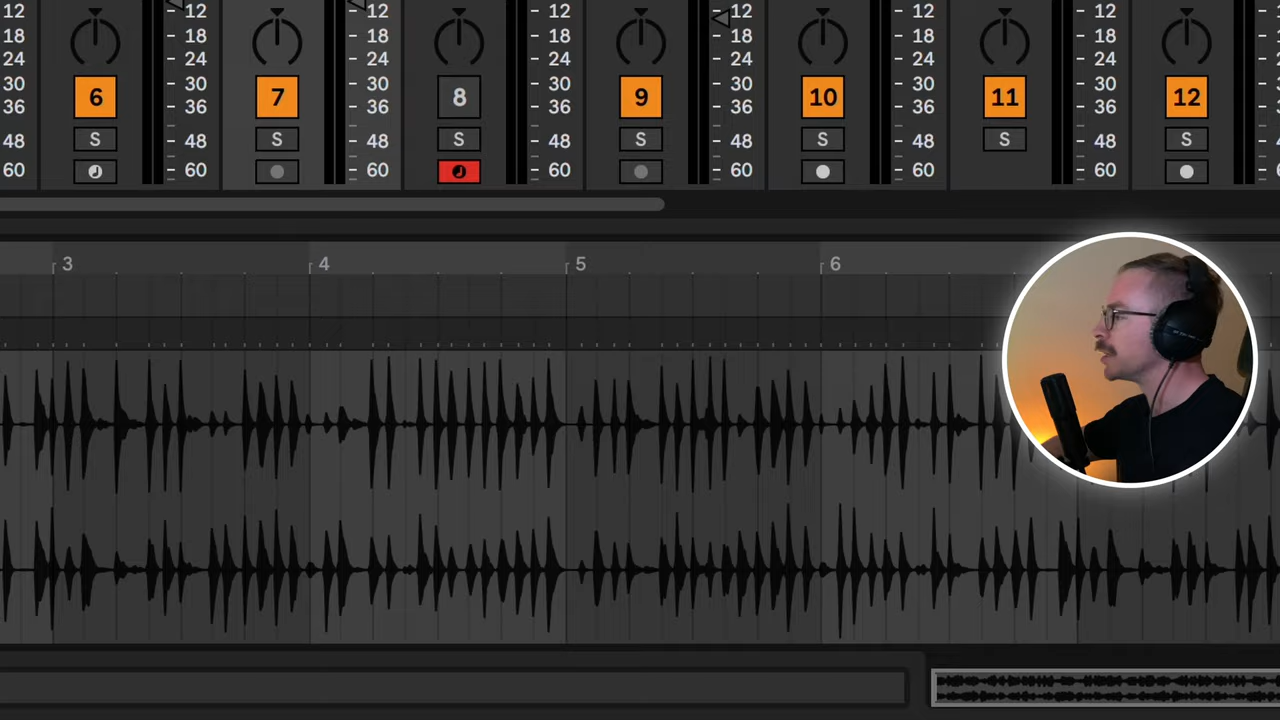 12 12 12 12 12 12 12
18 18 18 18 18 18 18
24 24 24 24 24 24 24
30 6 30 7 30 8 30 9 30 10 30 11 30 12
36 36 36 36 36 36 36
48 S 48 S 48 S 48 S 48 S 48 S 48 S
60 60 60 60 60 60 60
3 4 5 6